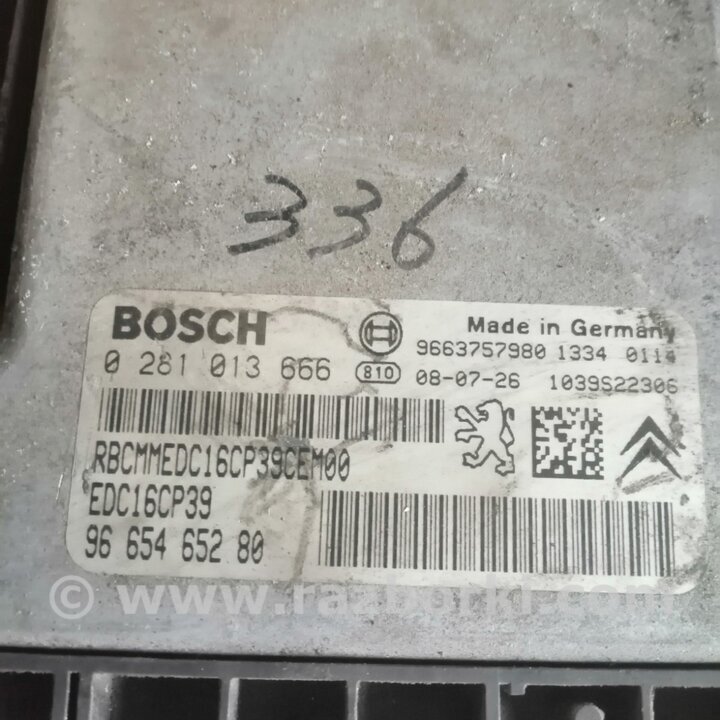 336
BOSCH
Made in Germany
0 281 013 666
9663757980 1334 0114
810 08-07-26 1039S22306
RBCMMEDC16CP39CEM00
EDC16CP39
96 654 652 80
© www.razborki.com